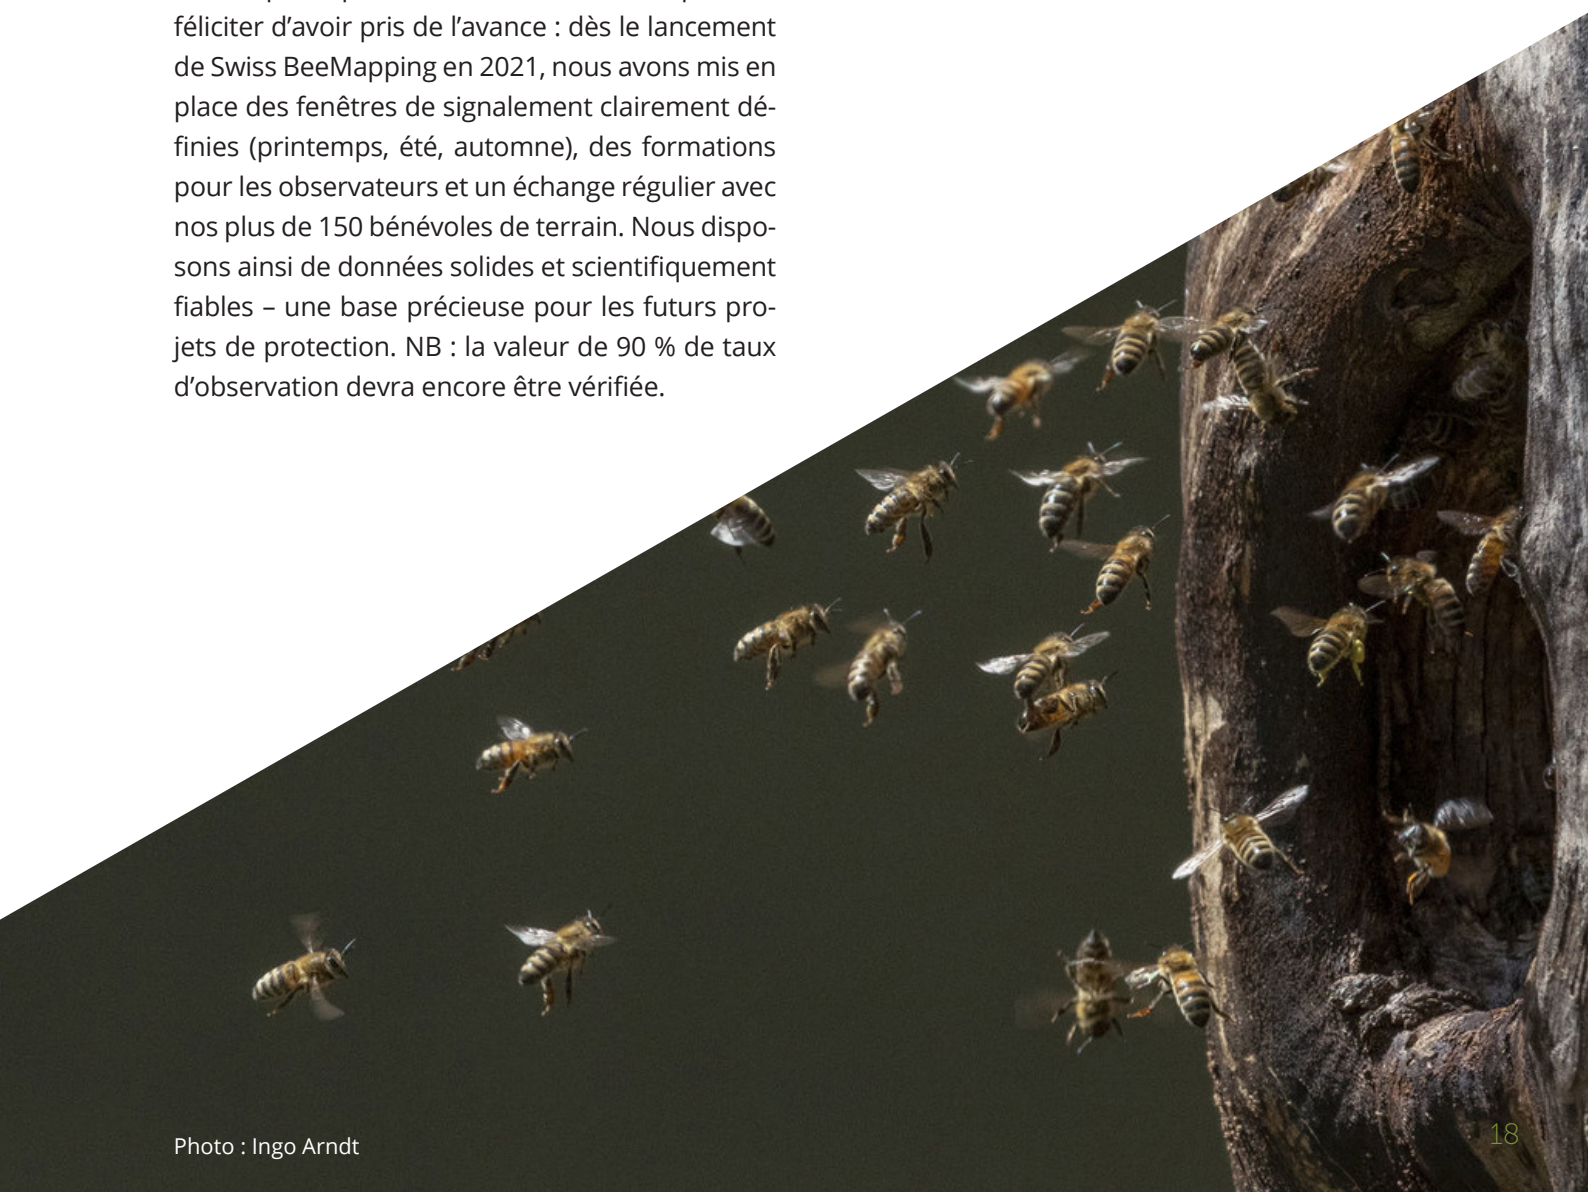 féliciter d’avoir pris de l’avance : dès le lancement
de Swiss BeeMapping en 2021, nous avons mis en
place des fenêtres de signalement clairement dé-
finies (printemps, été, automne), des formations
pour les observateurs et un échange régulier avec
nos plus de 150 bénévoles de terrain. Nous dispo-
sons ainsi de données solides et scientifiquement
fiables – une base précieuse pour les futurs pro-
jets de protection. NB : la valeur de 90 % de taux
d’observation devra encore être vérifiée.
Photo : Ingo Arndt
18